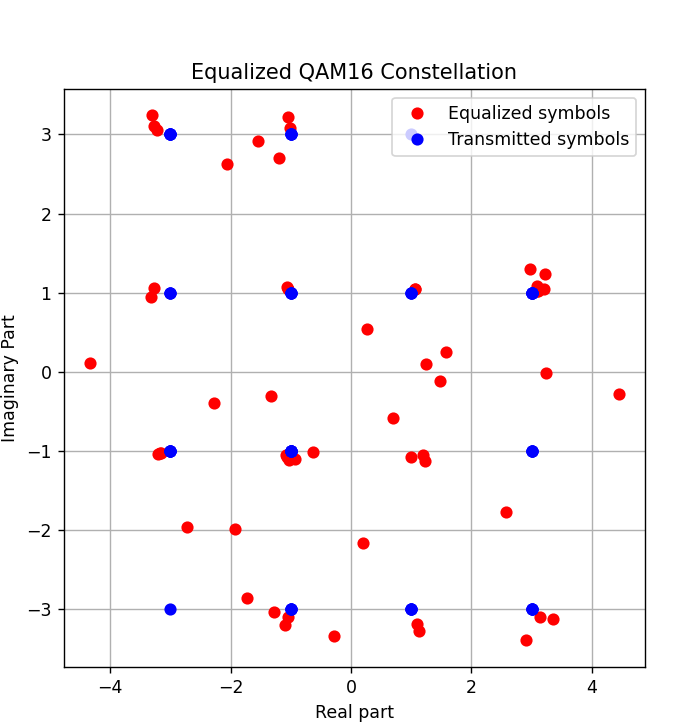 Equalized QAM16 Constellation
Equalized symbols
Transmitted symbols
3
2
1
0
−1
−2
−3
Imaginary Part
−4
−2
0
2
4
Real part